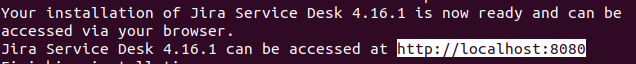 Your installation of Jira Service Desk 4.16.1 is now ready and can be
accessed via your browser.
Jira Service Desk 4.16.1 can be accessed at http://localhost:8080